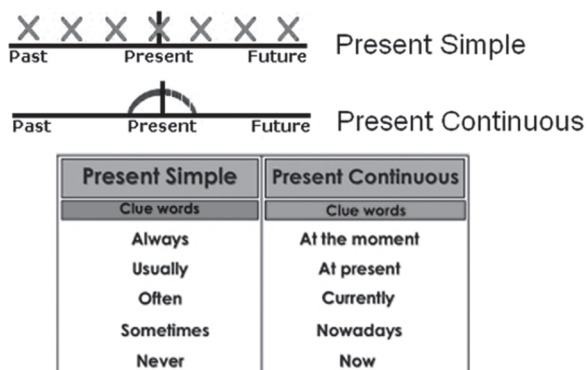 Past Present Future
Present Simple
Past Present Future
Present Continuous
Present Simple Present Continuous
Clue words Clue words
Always At the moment
Usually At present
Often Currently
Sometimes Nowadays
Never Now